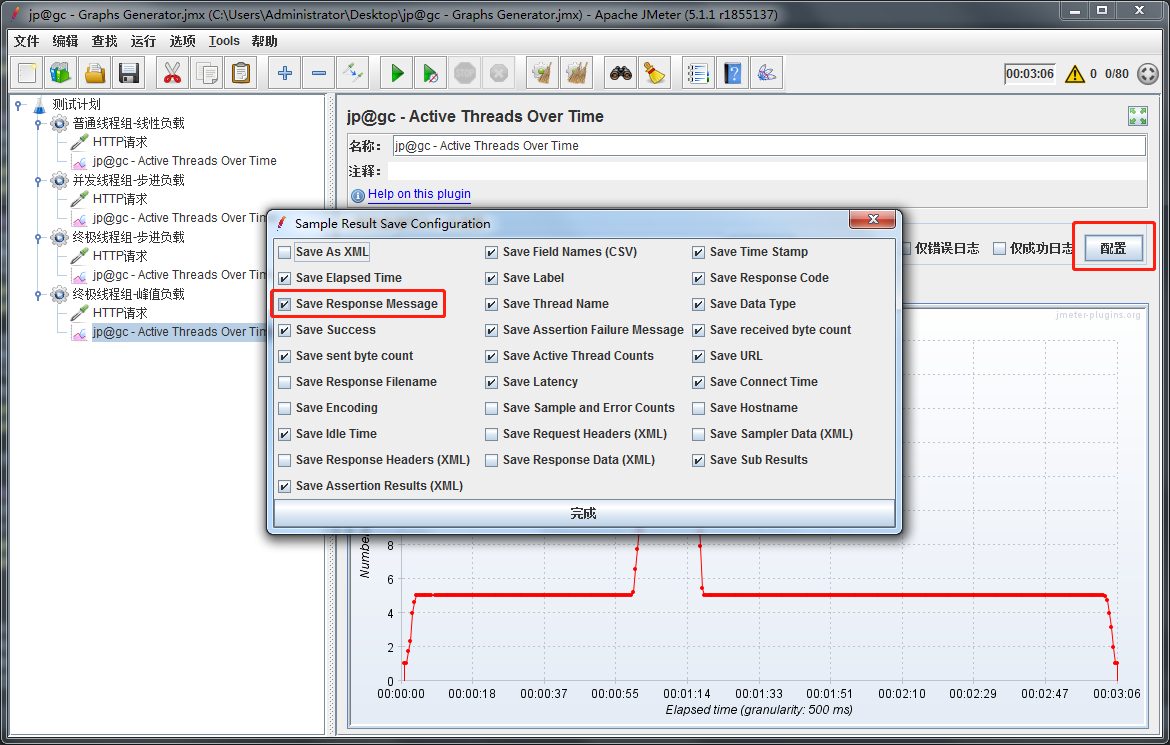 jp@gc - Graphs Generator.jmx (C:\Users\Administrator\Desktop\jp@gc - Graphs Generator.jmx) - Apache JMeter (5.1.1 r1855137)
文件 编辑 查找 运行 选项 Tools 帮助
STOP 00:03:06 0 0/80
测试计划
普通线程组-线性负载
HTTP请求
jp@gc - Active Threads Over Time
并发线程组-步进负载
HTTP请求
jp@gc - Active Threads Over Tim
终极线程组-步进负载
HTTP请求
jp@gc - Active Threads Over Tim
终极线程组-峰值负载
HTTP请求
jp@gc - Active Threads Over Tim
jp@gc - Active Threads Over Time
名称: jp@gc - Active Threads Over Time
注释:
Help on this plugin
仅错误日志 仅成功日志 配置
Sample Result Save Configuration
Save As XML Save Field Names (CSV) Save Time Stamp
Save Elapsed Time Save Label Save Response Code
Save Response Message Save Thread Name Save Data Type
Save Success Save Assertion Failure Message Save received byte count
Save sent byte count Save Active Thread Counts Save URL
Save Response Filename Save Latency Save Connect Time
Save Encoding Save Sample and Error Counts Save Hostname
Save Idle Time Save Request Headers (XML) Save Sampler Data (XML)
Save Response Headers (XML) Save Response Data (XML) Save Sub Results
Save Assertion Results (XML)
完成
jmeter-plugins.org
Number
8
6
4
2
0
00:00:00 00:00:18 00:00:37 00:00:55 00:01:14 00:01:33 00:01:51 00:02:10 00:02:29 00:02:47 00:03:06
Elapsed time (granularity: 500 ms)